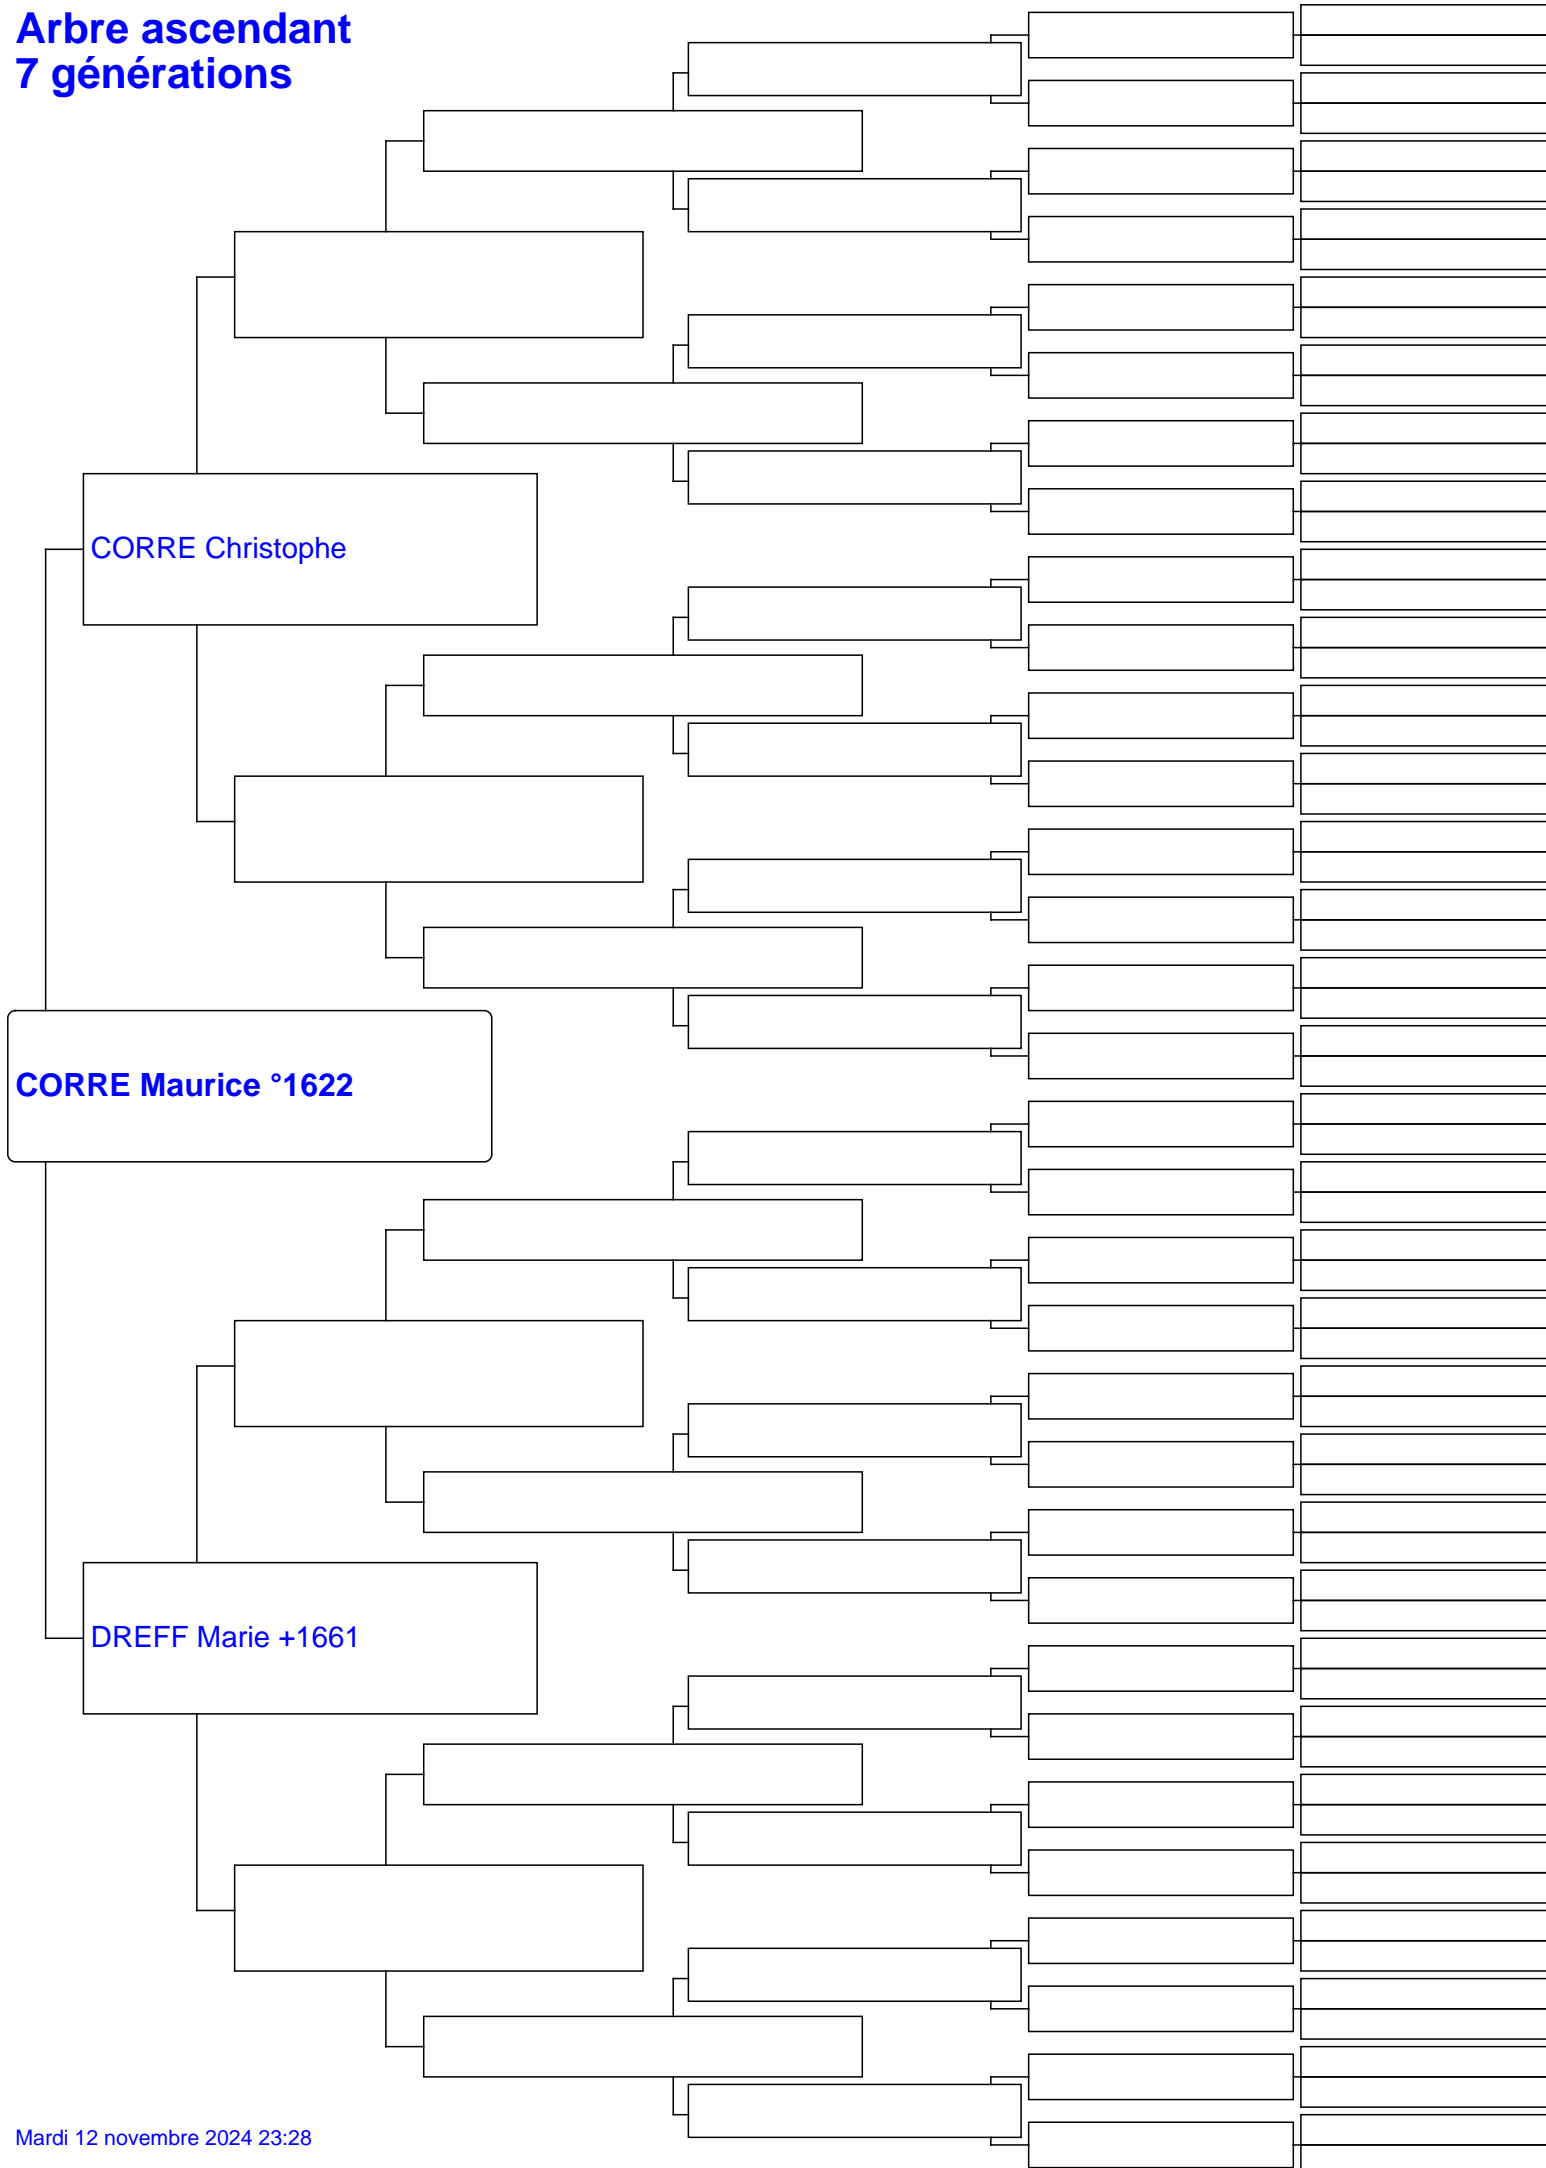 Arbre ascendant
7 générations
CORRE Christophe
CORRE Maurice °1622
DREFF Marie +1661
Mardi 12 novembre 2024 23:28